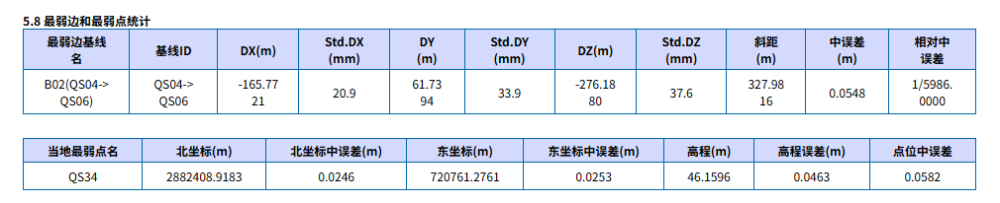 5.8 最弱边和最弱点统计
最弱边基线名 基线ID DX(m) Std.DX(mm) DY(m) Std.DY(mm) DZ(m) Std.DZ(mm) 斜距(m) 中误差(m) 相对中误差
B02(QS04->QS06) QS04->QS06 -165.7721 20.9 61.7394 33.9 -276.1880 37.6 327.9816 0.0548 1/5986.0000
当地最弱点名 北坐标(m) 北坐标中误差(m) 东坐标(m) 东坐标中误差(m) 高程(m) 高程误差(m) 点位中误差
QS34 2882408.9183 0.0246 720761.2761 0.0253 46.1596 0.0463 0.0582